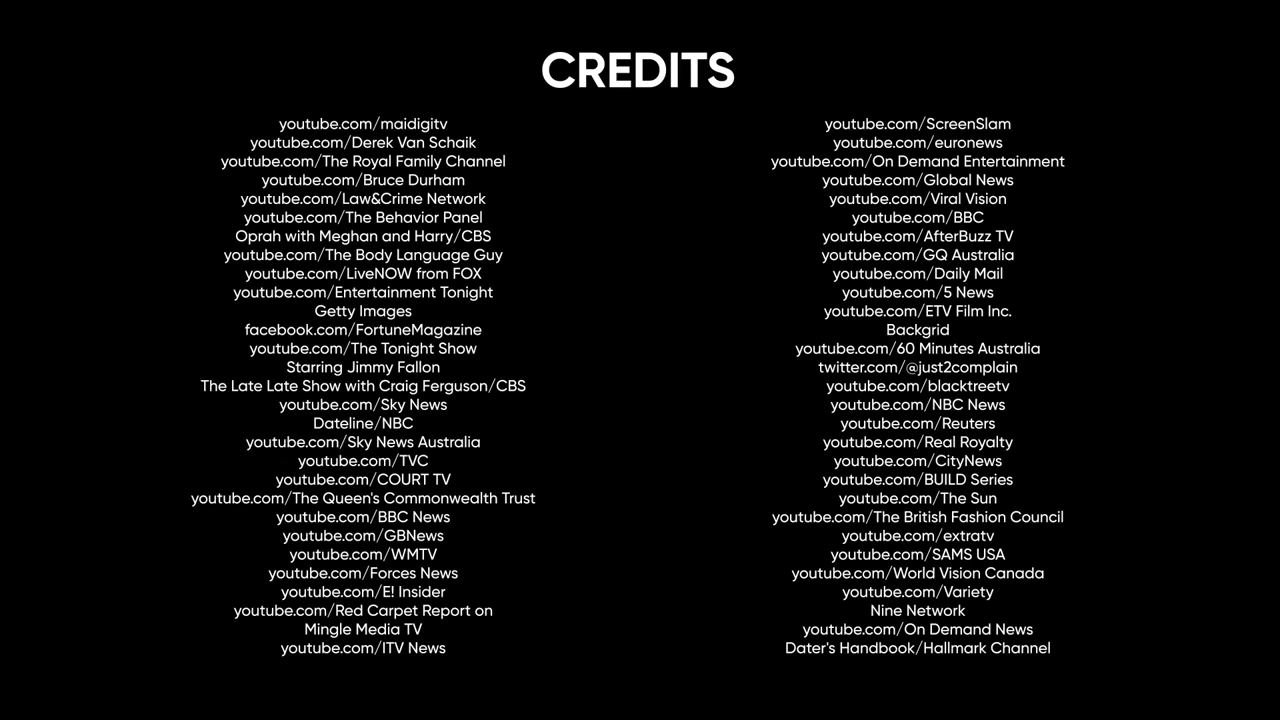 CREDITS
youtube.com/maidigitv
youtube.com/Derek Van Schaik
youtube.com/The Royal Family Channel
youtube.com/Bruce Durham
youtube.com/Law&Crime Network
youtube.com/The Behavior Panel
Oprah with Meghan and Harry/CBS
youtube.com/The Body Language Guy
youtube.com/LiveNOW from FOX
youtube.com/Entertainment Tonight
Getty Images
facebook.com/FortuneMagazine
youtube.com/The Tonight Show
Starring Jimmy Fallon
The Late Late Show with Craig Ferguson/CBS
youtube.com/Sky News
Dateline/NBC
youtube.com/Sky News Australia
youtube.com/TVC
youtube.com/COURT TV
youtube.com/The Queen's Commonwealth Trust
youtube.com/BBC News
youtube.com/GBNews
youtube.com/WMTV
youtube.com/Forces News
youtube.com/E! Insider
youtube.com/Red Carpet Report on
Mingle Media TV
youtube.com/ITV News
youtube.com/ScreenSlam
youtube.com/euronews
youtube.com/On Demand Entertainment
youtube.com/Global News
youtube.com/Viral Vision
youtube.com/BBC
youtube.com/AfterBuzz TV
youtube.com/GQ Australia
youtube.com/Daily Mail
youtube.com/5 News
youtube.com/ETV Film Inc.
Backgrid
youtube.com/60 Minutes Australia
twitter.com/@just2complain
youtube.com/blacktreetv
youtube.com/NBC News
youtube.com/Reuters
youtube.com/Real Royalty
youtube.com/CityNews
youtube.com/BUILD Series
youtube.com/The Sun
youtube.com/The British Fashion Council
youtube.com/extratv
youtube.com/SAMS USA
youtube.com/World Vision Canada
youtube.com/Variety
Nine Network
youtube.com/On Demand News
Dater's Handbook/Hallmark Channel